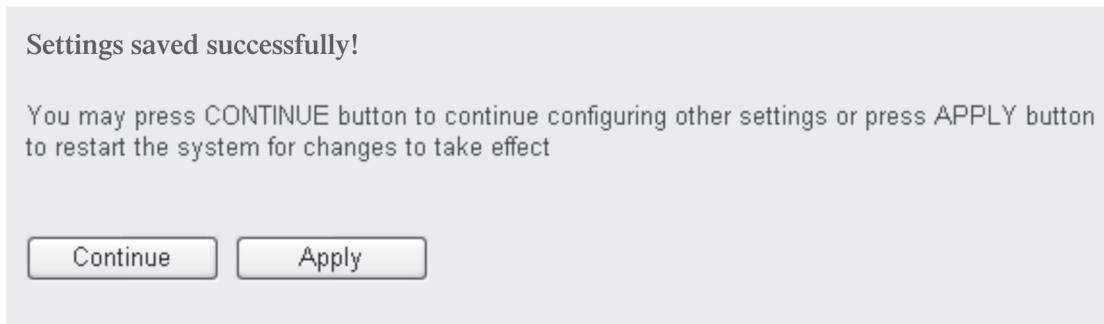 Settings saved successfully!
You may press CONTINUE button to continue configuring other settings or press APPLY button
to restart the system for changes to take effect
Continue
Apply